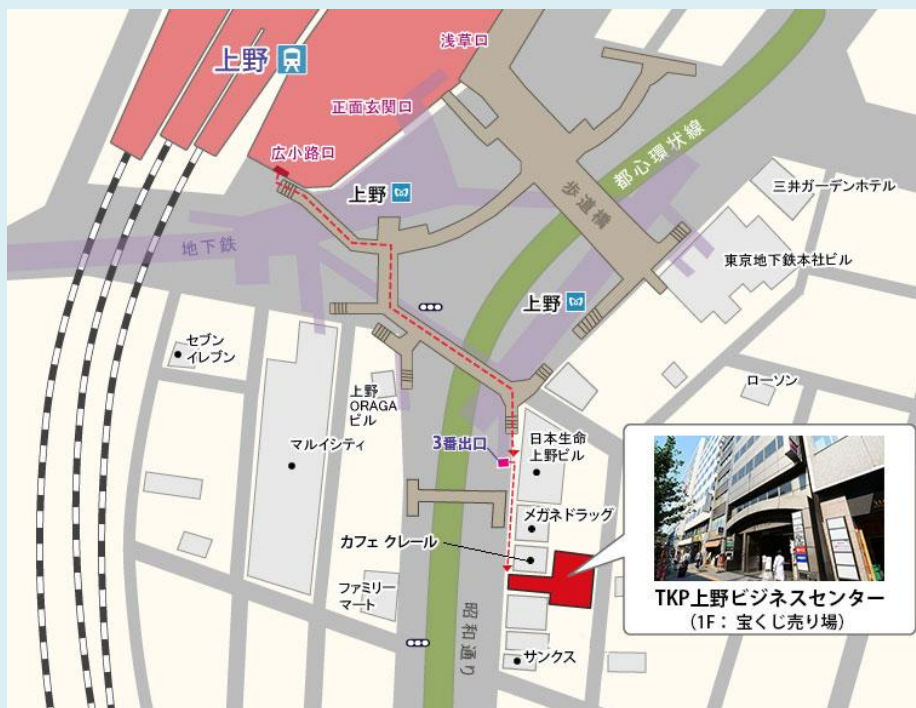 浅草口
上野
正面玄関口
広小路口
都心環状線
上野
歩道橋
三井ガーデンホテル
地下鉄
東京地下鉄本社ビル
上野
セブン
イレブン
上野
ORAGA
ビル
ローソン
マルイシティ
3番出口
日本生命
上野ビル
メガネドラッグ
カフェ クレール
ファミリー
マート
昭和通り
サンクス
TKP上野ビジネスセンター
(1F：宝くじ売り場)